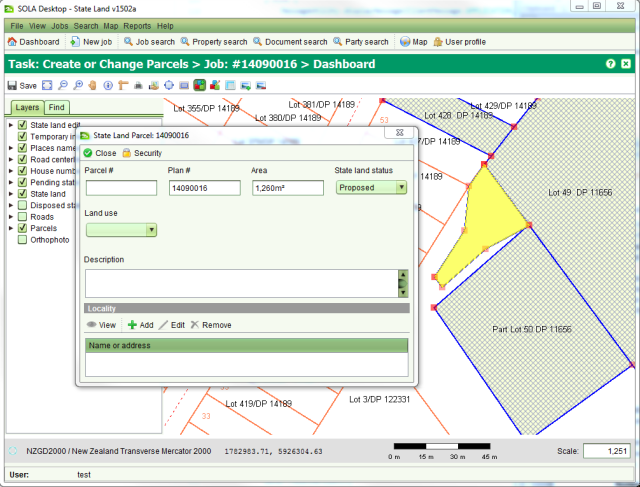 SOLA Desktop - State Land v1502a
File View Jobs Search Map Reports Help
Dashboard New job Job search Property search Document search Party search Map User profile
Task: Create or Change Parcels > Job: #14090016 > Dashboard
Save
Layers Find
State land edit
Temporary in
Places name
Road centerl
House numb
Pending stat
State land
Disposed sta
Roads
Parcels
Orthophoto
Lot 355/DP 14189
Lot 381/DP 14189
Lot 380/DP 14189
53
Lot 428 DP 14189
Lot 429/DP 14189
7/DP 14189
Lot 49 DP 11656
Part Lot 50 DP 11656
State Land Parcel: 14090016
Close Security
Parcel # Plan # Area State land status
14090016 1,260m² Proposed
Land use
Description
Locality
View Add Edit Remove
Name or address
Lot 419/DP 14189
Lot 3/DP 122331
33
NZGD2000 / New Zealand Transverse Mercator 2000 1782983.71, 5926304.63
0 m 15 m 30 m 45 m
Scale: 1,251
User: test